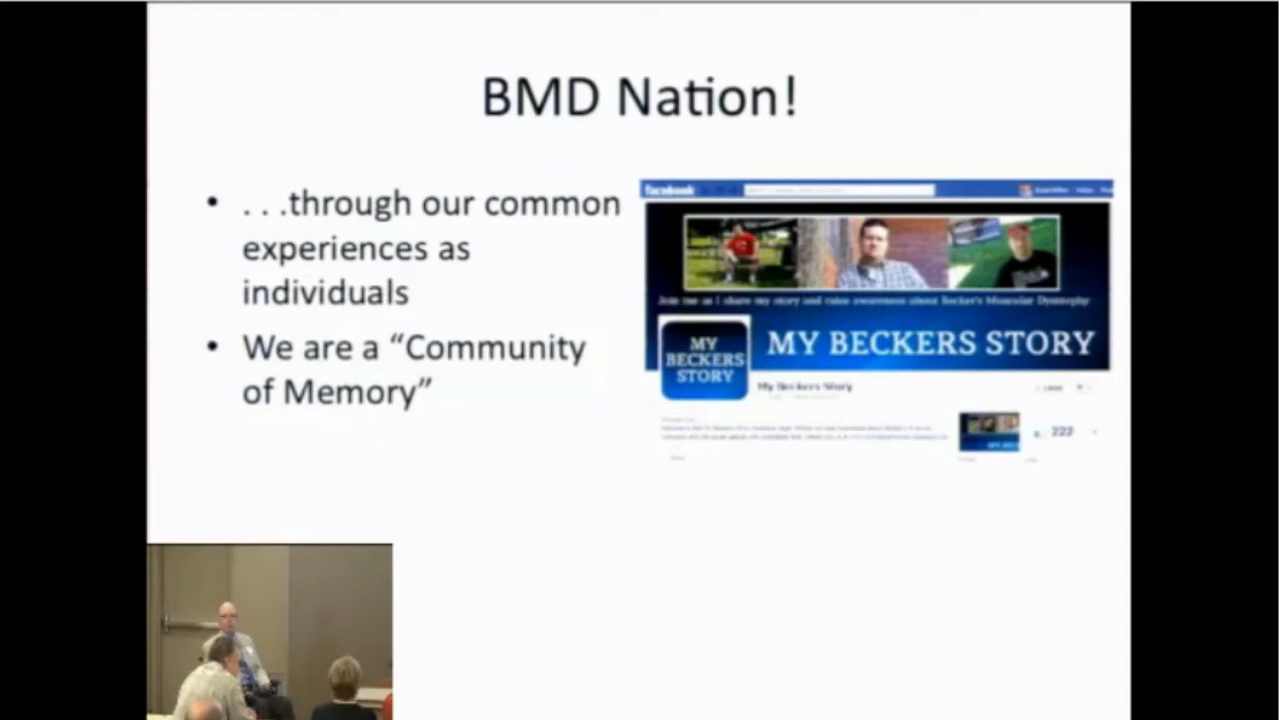 BMD Nation!
• . . .through our common
experiences as
individuals
• We are a “Community
of Memory”
facebook
Join me as I share my story and raise awareness about Becker's Muscular Dystrophy
MY BECKERS STORY
MY
BECKERS
STORY
My Beckers Story
222